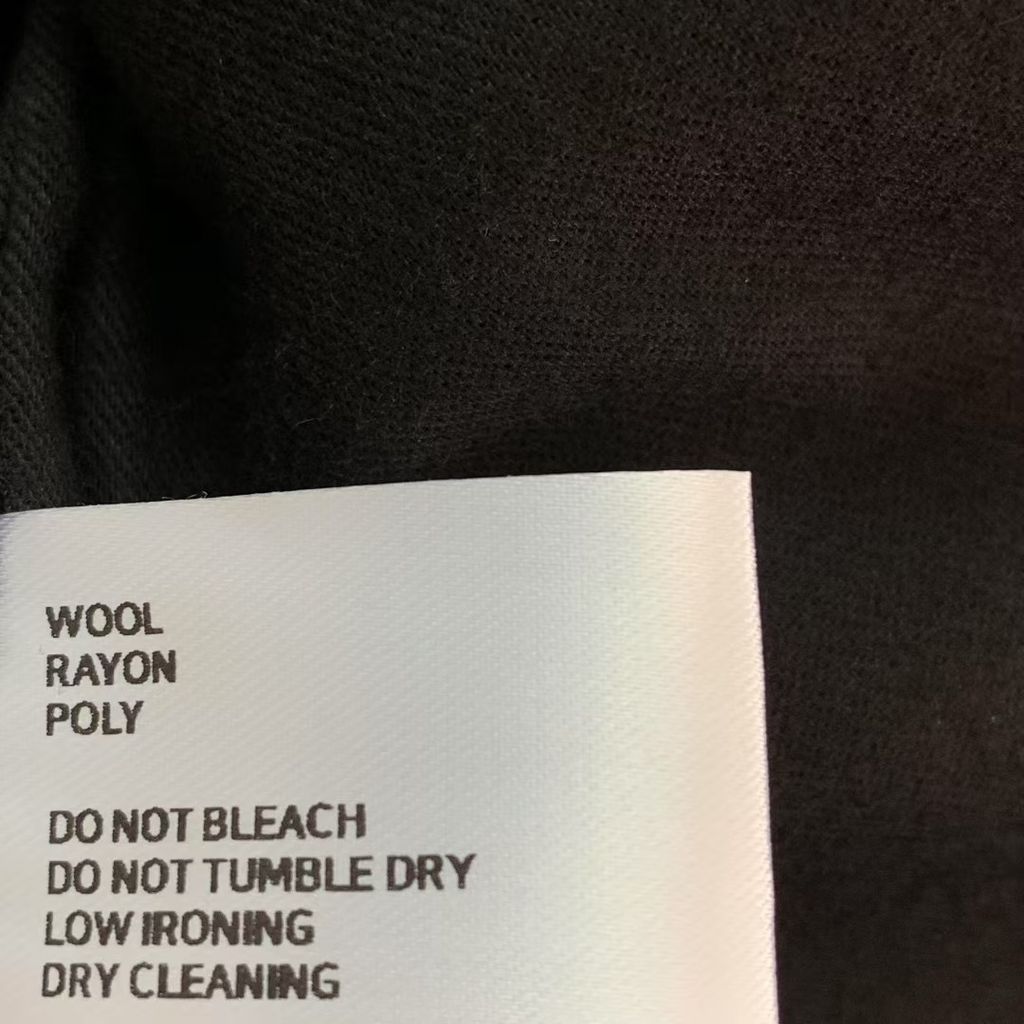 WOOL
RAYON
POLY
DO NOT BLEACH
DO NOT TUMBLE DRY
LOW IRONING
DRY CLEANING